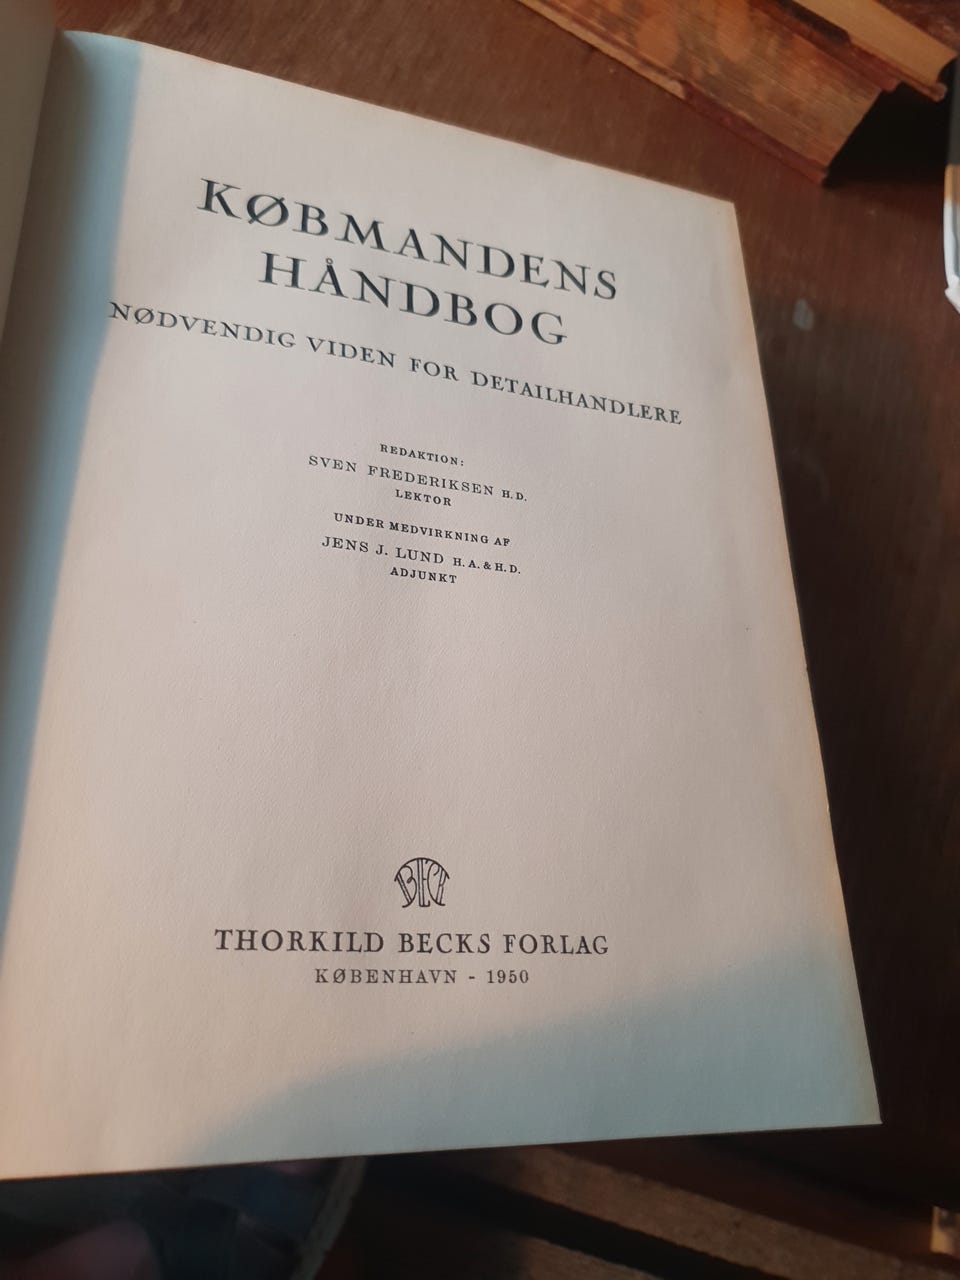 KØBMANDENS
HÅNDBOG
NØDVENDIG VIDEN FOR DETAILHANDLERE
REDAKTION:
SVEN FREDERIKSEN H.D.
LEKTOR
UNDER MEDVIRKNING AF
JENS J. LUND H.A.&H.D.
ADJUNKT
BECK
THORKILD BECKS FORLAG
KØBENHAVN - 1950